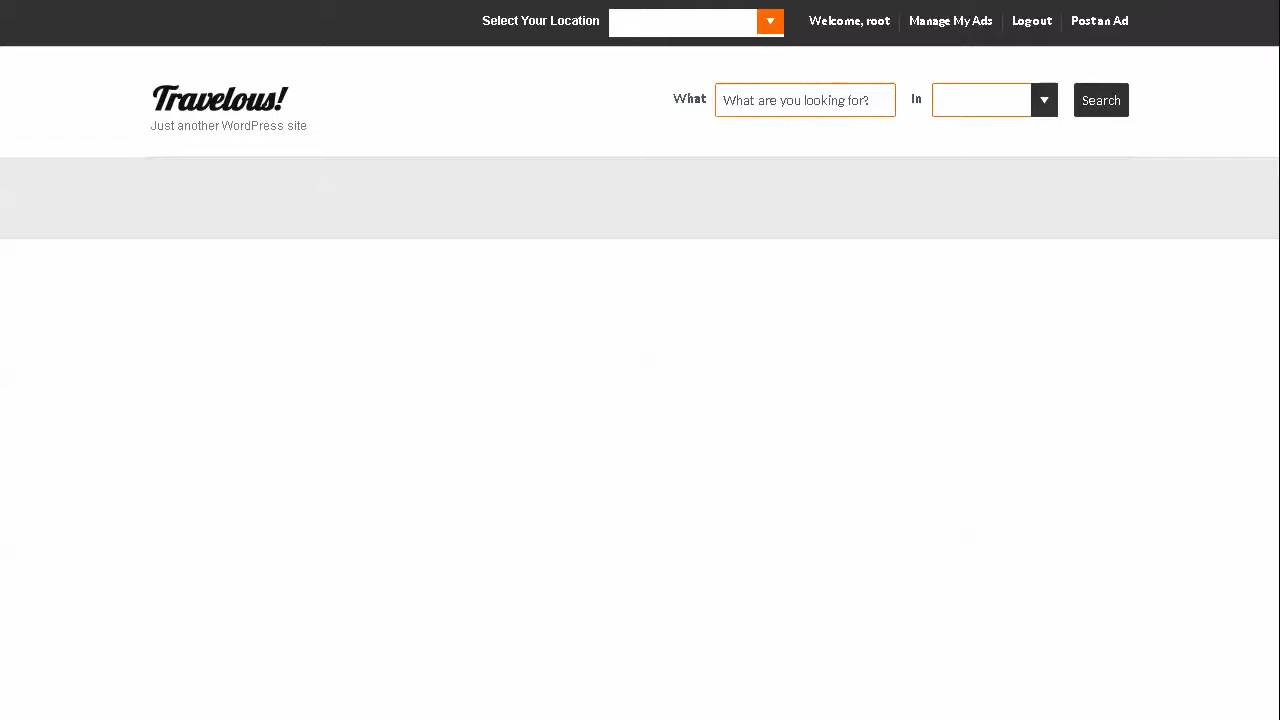 Select Your Location
Welcome, root
Manage My Ads
Logout
Post an Ad
Travelous!
Just another WordPress site
What
What are you looking for?
In
Search